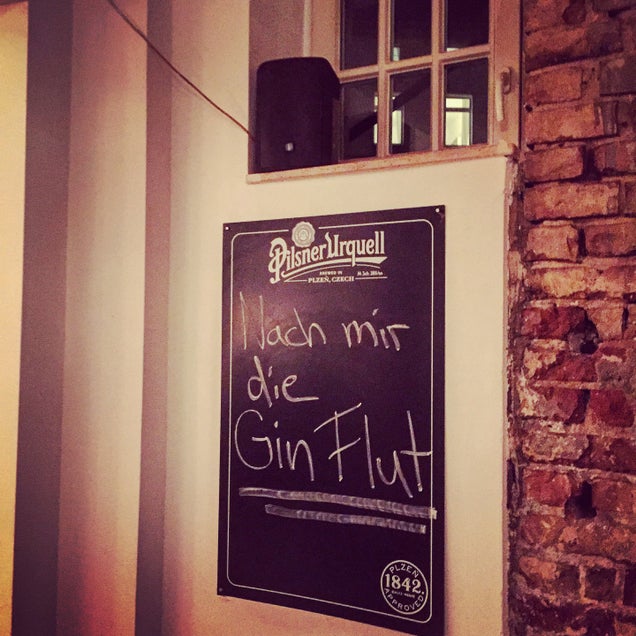 Pilsner Urquell
BREWED IN
PLZEŇ, CZECH
Nach mir
die
Gin Flut
PLZEŇ
1842.
APPROVED